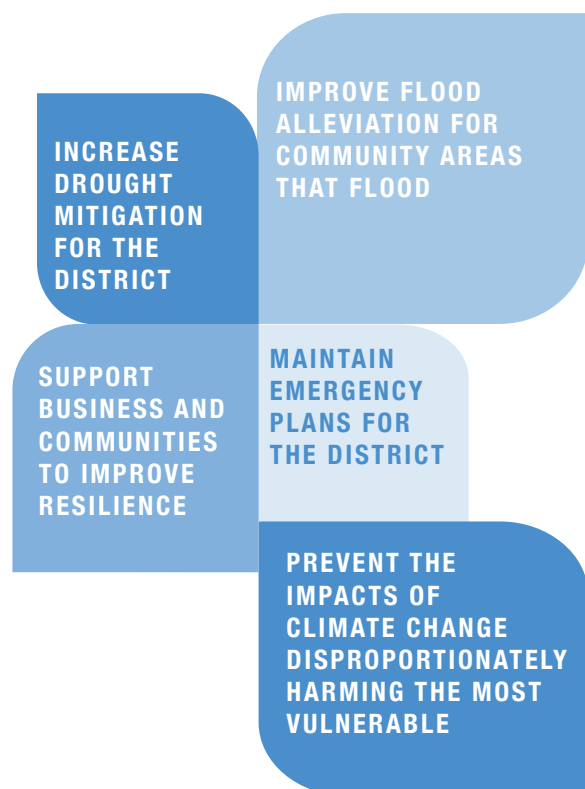 INCREASE
DROUGHT
MITIGATION
FOR THE
DISTRICT
IMPROVE FLOOD
ALLEVIATION FOR
COMMUNITY AREAS
THAT FLOOD
SUPPORT
BUSINESS AND
COMMUNITIES
TO IMPROVE
RESILIENCE
MAINTAIN
EMERGENCY
PLANS FOR
THE DISTRICT
PREVENT THE
IMPACTS OF
CLIMATE CHANGE
DISPROPORTIONATELY
HARMING THE MOST
VULNERABLE